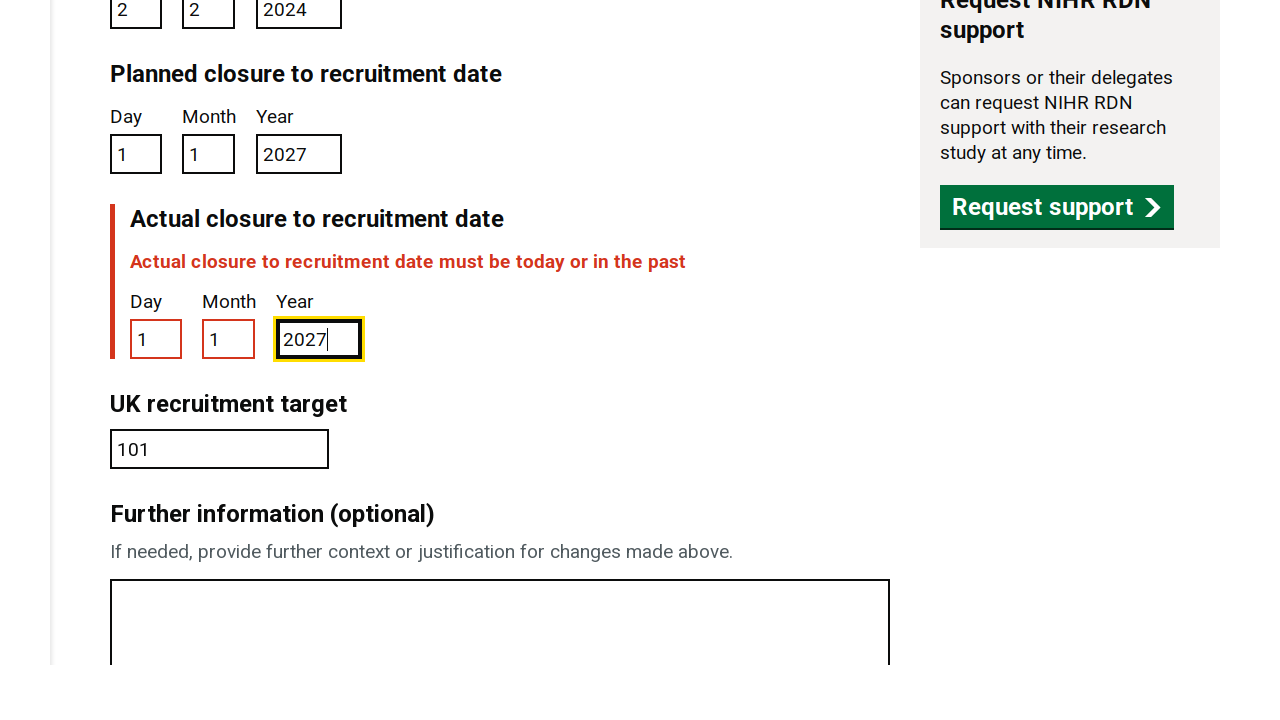 2 2 2024
Planned closure to recruitment date
Day Month Year
1 1 2027
Actual closure to recruitment date
Actual closure to recruitment date must be today or in the past
Day Month Year
1 1 2027
UK recruitment target
101
Further information (optional)
If needed, provide further context or justification for changes made above.
Request NIHR RDN
support
Sponsors or their delegates
can request NIHR RDN
support with their research
study at any time.
Request support